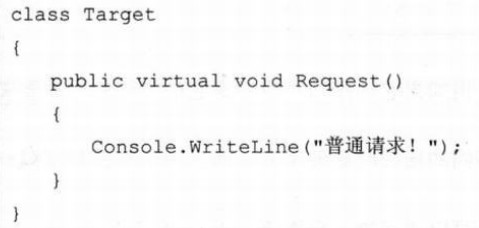 class Target
{
public virtual void Request()
{
Console.WriteLine("普通请求！");
}
}